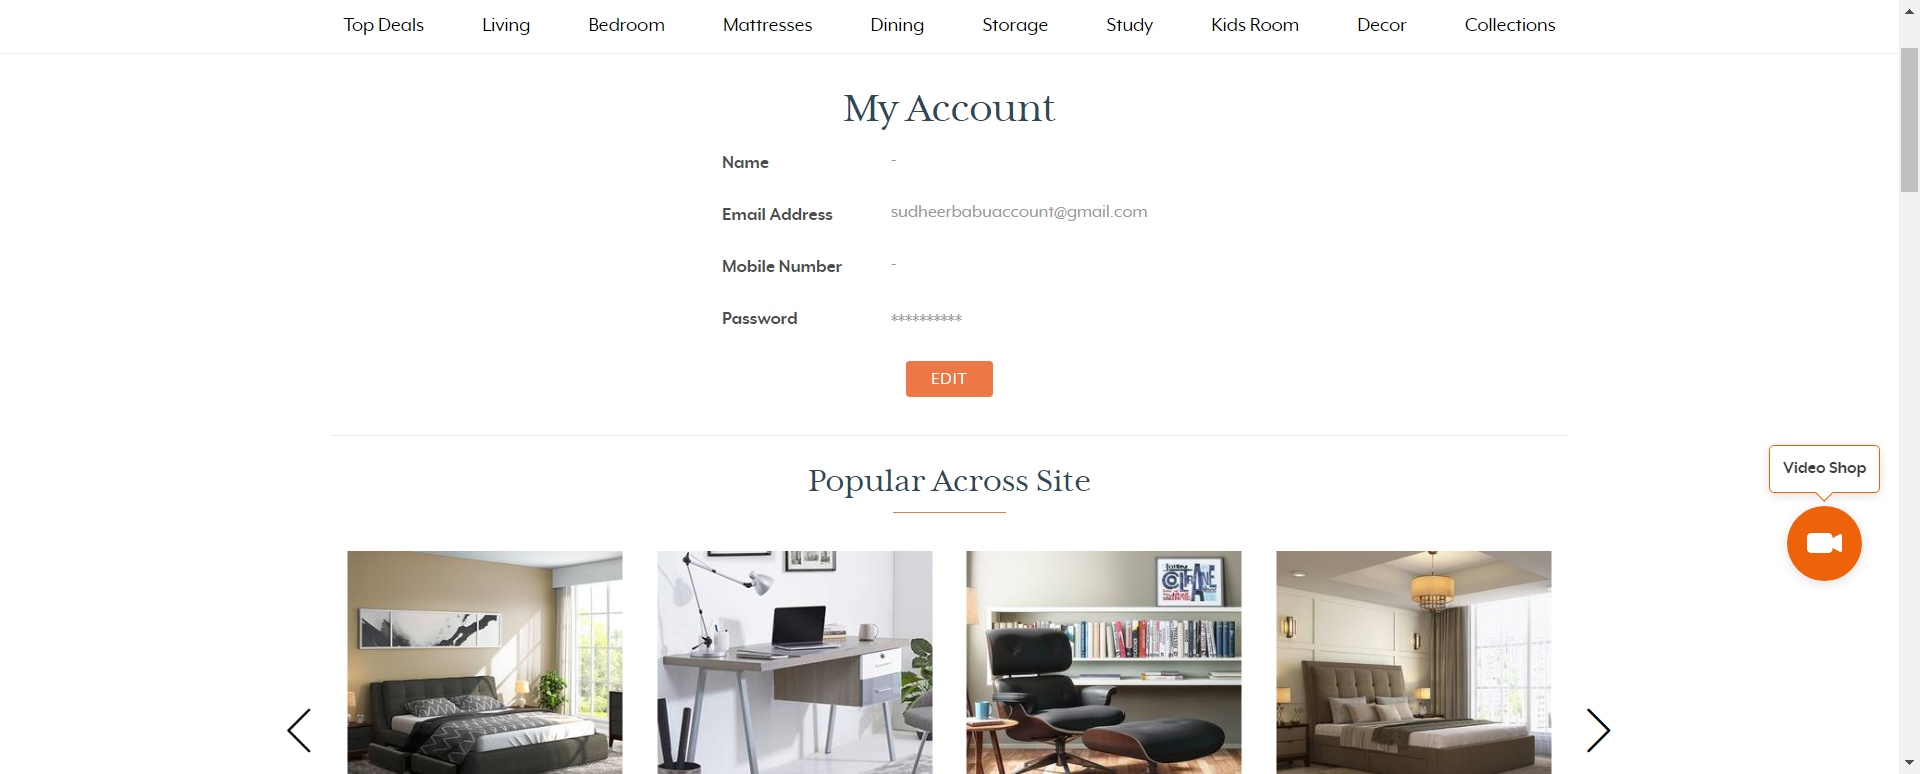 Top Deals Living Bedroom Mattresses Dining Storage Study Kids Room Decor Collections
My Account
Name -
Email Address sudheerbabuaccount@gmail.com
Mobile Number -
Password **********
EDIT
Video Shop
Popular Across Site
COLTRANE